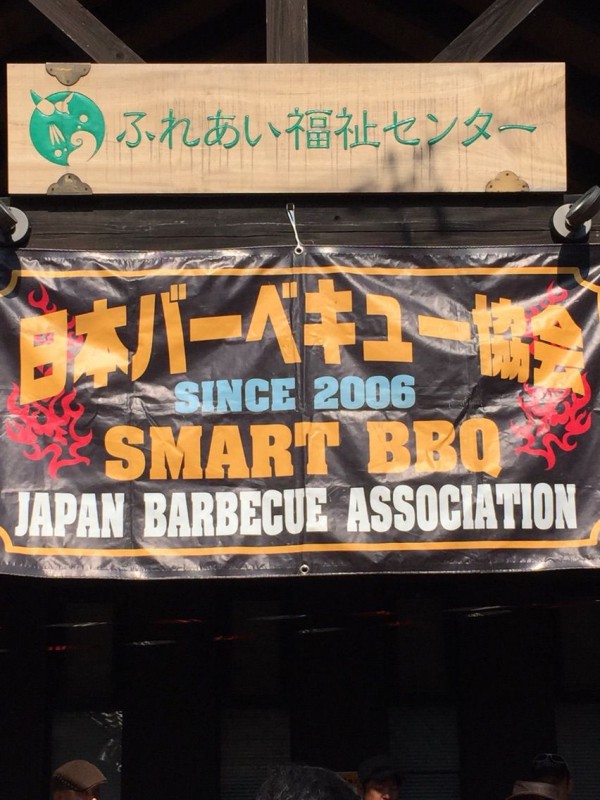 ふれあい福祉センター
日本バーベキュー協会
SINCE 2006
SMART BBQ
JAPAN BARBECUE ASSOCIATION